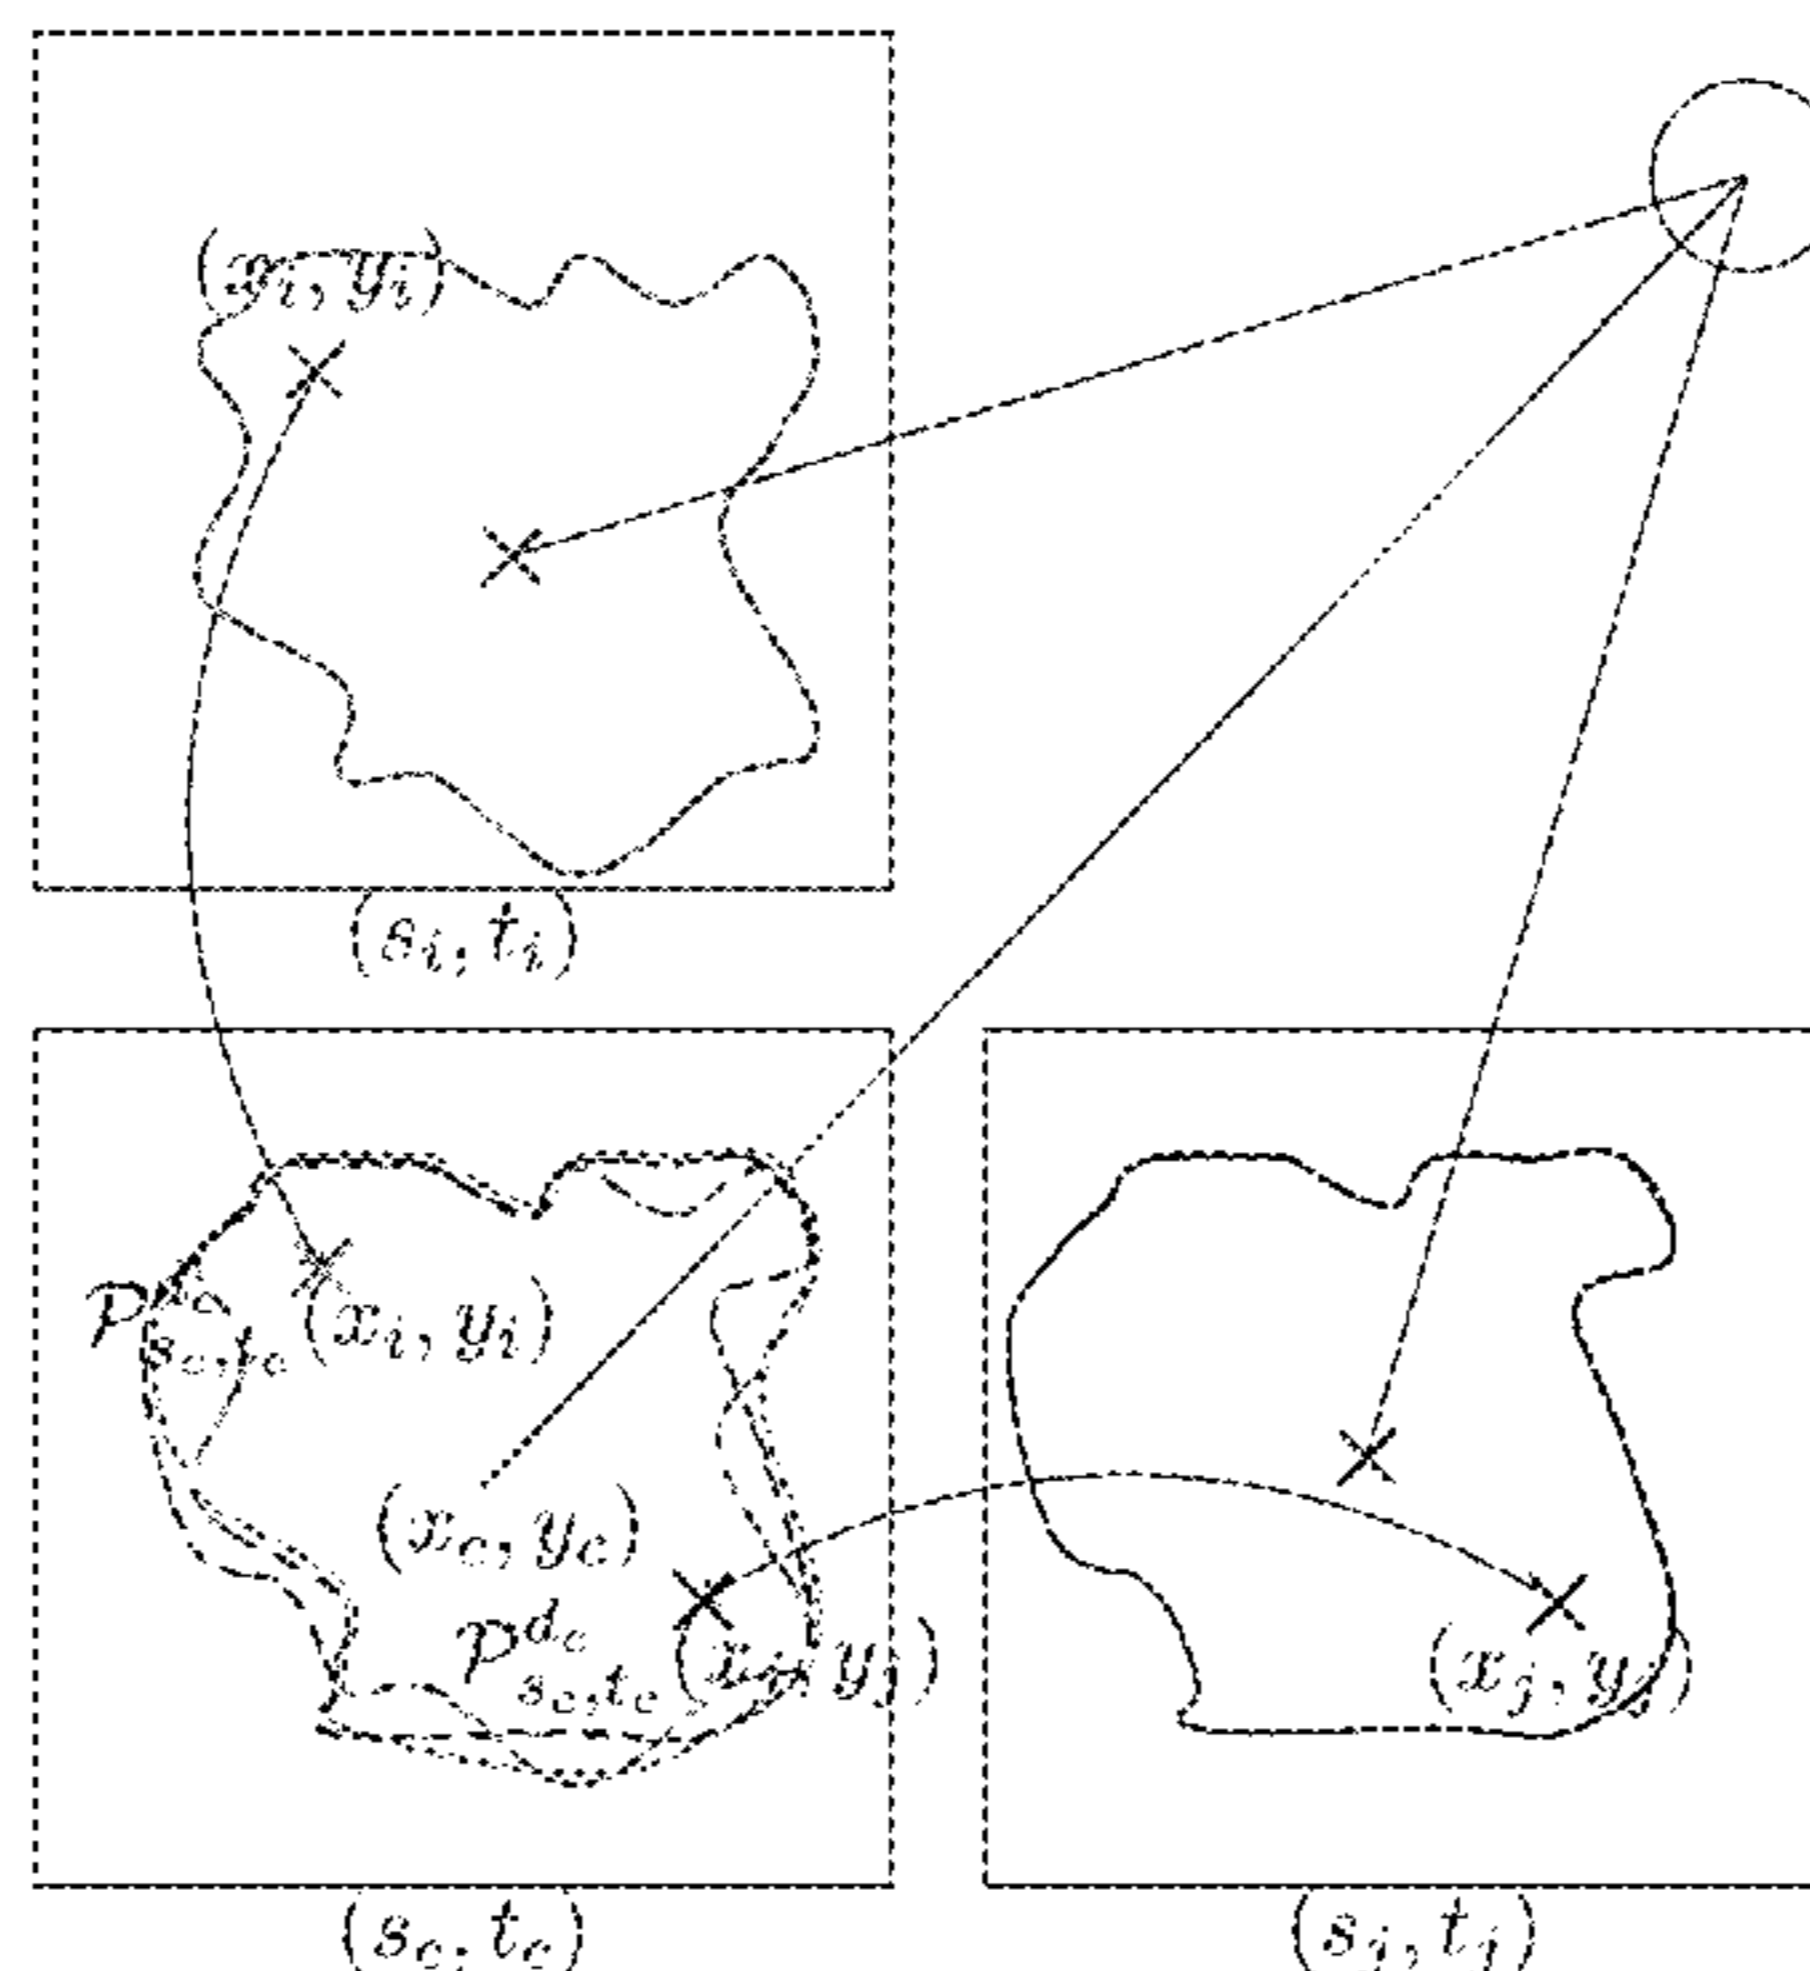 (x_i, y_i)
(s_i, t_i)
(x_i, y_i)
s_c, t_c
(x_c, y_c)
P^{d_c}_{s_c, t_c}
(x_j, y_j)
(x_j, y_j)
(s_c, t_c)
(s_j, t_j)